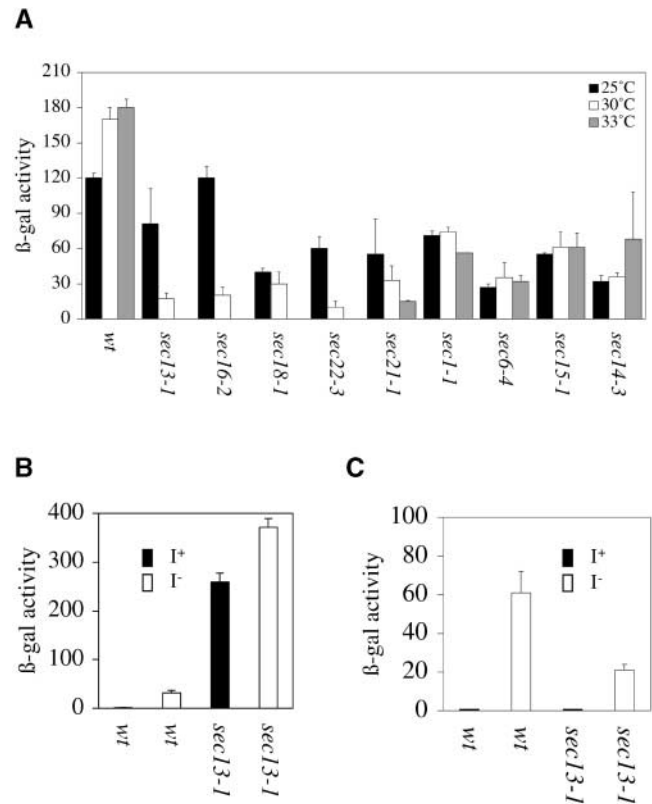 A
ß-gal activity
210
180
150
120
90
60
30
0
25°C
30°C
33°C
wt
sec13-1
sec16-2
sec18-1
sec22-3
sec21-1
sec1-1
sec6-4
sec15-1
sec14-3
B
ß-gal activity
400
300
200
100
0
I+
I-
wt
wt
sec13-1
sec13-1
C
ß-gal activity
100
80
60
40
20
0
I+
I-
wt
wt
sec13-1
sec13-1